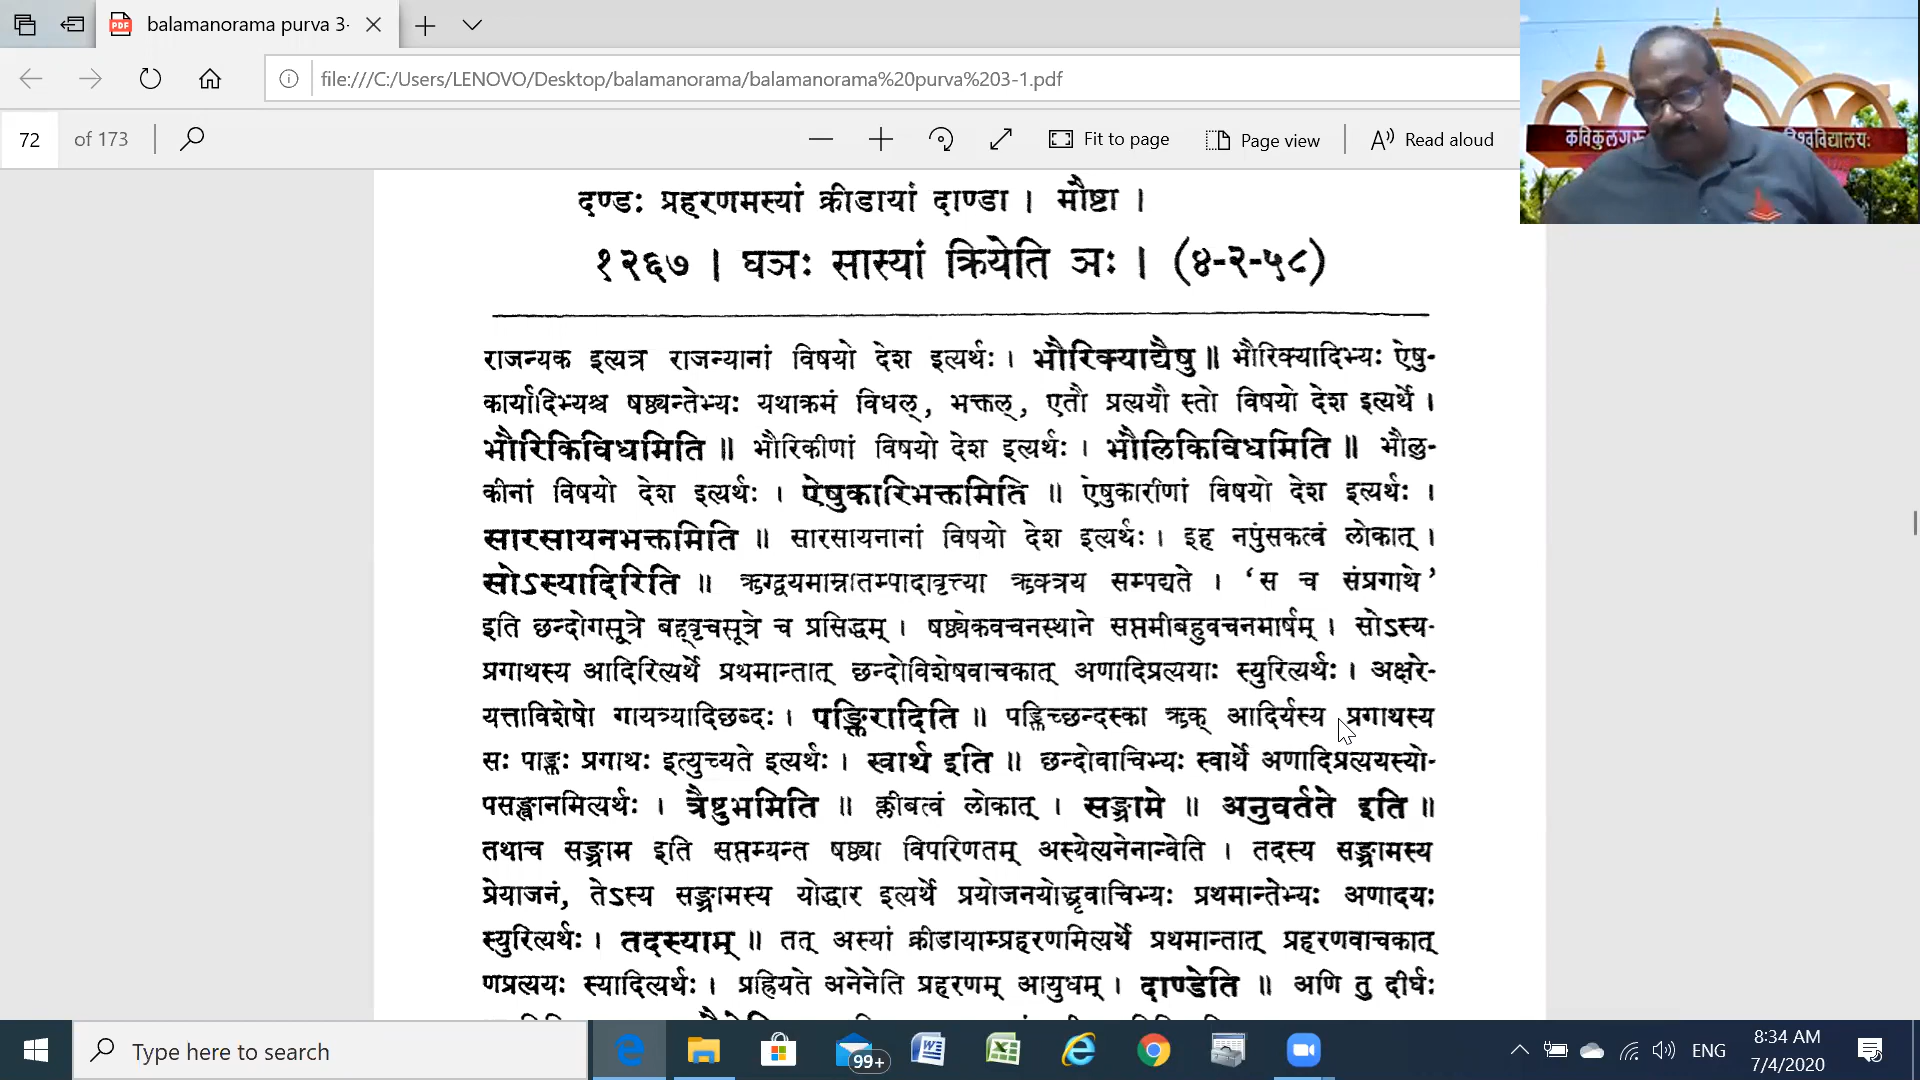 balamanorama purva 3-
file:///C:/Users/LENOVO/Desktop/balamanorama/balamanorama%20purva%203-1.pdf
72 of 173 Fit to page Page view Read aloud
कविकुलगुरु विश्वविद्यालयः
दण्डः प्रहरणमस्यां क्रीडायां दाण्डा । मौष्टा ।
१२६७ । घञः सास्यां क्रियेति ञः । (४-२-५८)
राजन्यक इत्यत्र राजन्यानां विषयो देश इत्यर्थः । भौरिक्याद्यैषु ॥ भौरिक्यादिभ्यः ऐषु-
कार्यादिभ्यश्च षष्ठ्यन्तेभ्यः यथाक्रमं विधल्, भक्तल्, एतौ प्रत्ययौ स्तो विषयो देश इत्यर्थे ।
भौरिकिविधमिति ॥ भौरिकीणां विषयो देश इत्यर्थः । भौलिकिविधमिति ॥ भौलु-
कीनां विषयो देश इत्यर्थः । ऐषुकारिभक्तमिति ॥ ऐषुकारीणां विषयो देश इत्यर्थः ।
सारसायनभक्तमिति ॥ सारसायनानां विषयो देश इत्यर्थः । इह नपुंसकत्वं लोकात् ।
सोऽस्यादिरिति ॥ ऋग्द्वयमाम्नातम्पादावृत्त्या ऋक्त्रय सम्पद्यते । ‘स च संप्रगाथे’
इति छन्दोगसूत्रे बह्वृचसूत्रे च प्रसिद्धम् । षष्ठ्येकवचनस्थाने सप्तमीबहुवचनमार्षम् । सोऽस्य-
प्रगाथस्य आदिरित्यर्थे प्रथमान्तात् छन्दोविशेषवाचकात् अणादिप्रत्ययाः स्युरित्यर्थः । अक्षरे-
यत्ताविशेषो गायत्र्यादिछब्दः । पङ्क्तिरादिति ॥ पङ्क्तिच्छन्दस्का ऋक् आदिर्यस्य प्रगाथस्य
सः पाङ्क्तः प्रगाथः इत्युच्यते इत्यर्थः । स्वार्थ इति ॥ छन्दोवाचिभ्यः स्वार्थे अणादिप्रत्ययस्यो-
पसङ्ख्यानमित्यर्थः । त्रैष्टुभमिति ॥ क्लीबत्वं लोकात् । सङ्ग्रामे ॥ अनुवर्तते इति ॥
तथाच सङ्ग्राम इति सप्तम्यन्त षष्ठ्या विपरिणतम् अस्येत्यनेनान्वेति । तदस्य सङ्ग्रामस्य
प्रेयाजनं, तेऽस्य सङ्ग्रामस्य योद्धार इत्यर्थे प्रयोजनयोद्धृवाचिभ्यः प्रथमान्तेभ्यः अणादयः
स्युरित्यर्थः । तदस्याम् ॥ तत् अस्यां क्रीडायाम्प्रहरणमित्यर्थे प्रथमान्तात् प्रहरणवाचकात्
णप्रत्ययः स्यादित्यर्थः । प्रह्रियते अनेनेति प्रहरणम् आयुधम् । दाण्डेति ॥ अणि तु दीर्घः
Type here to search
99+
ENG
8:34 AM
7/4/2020